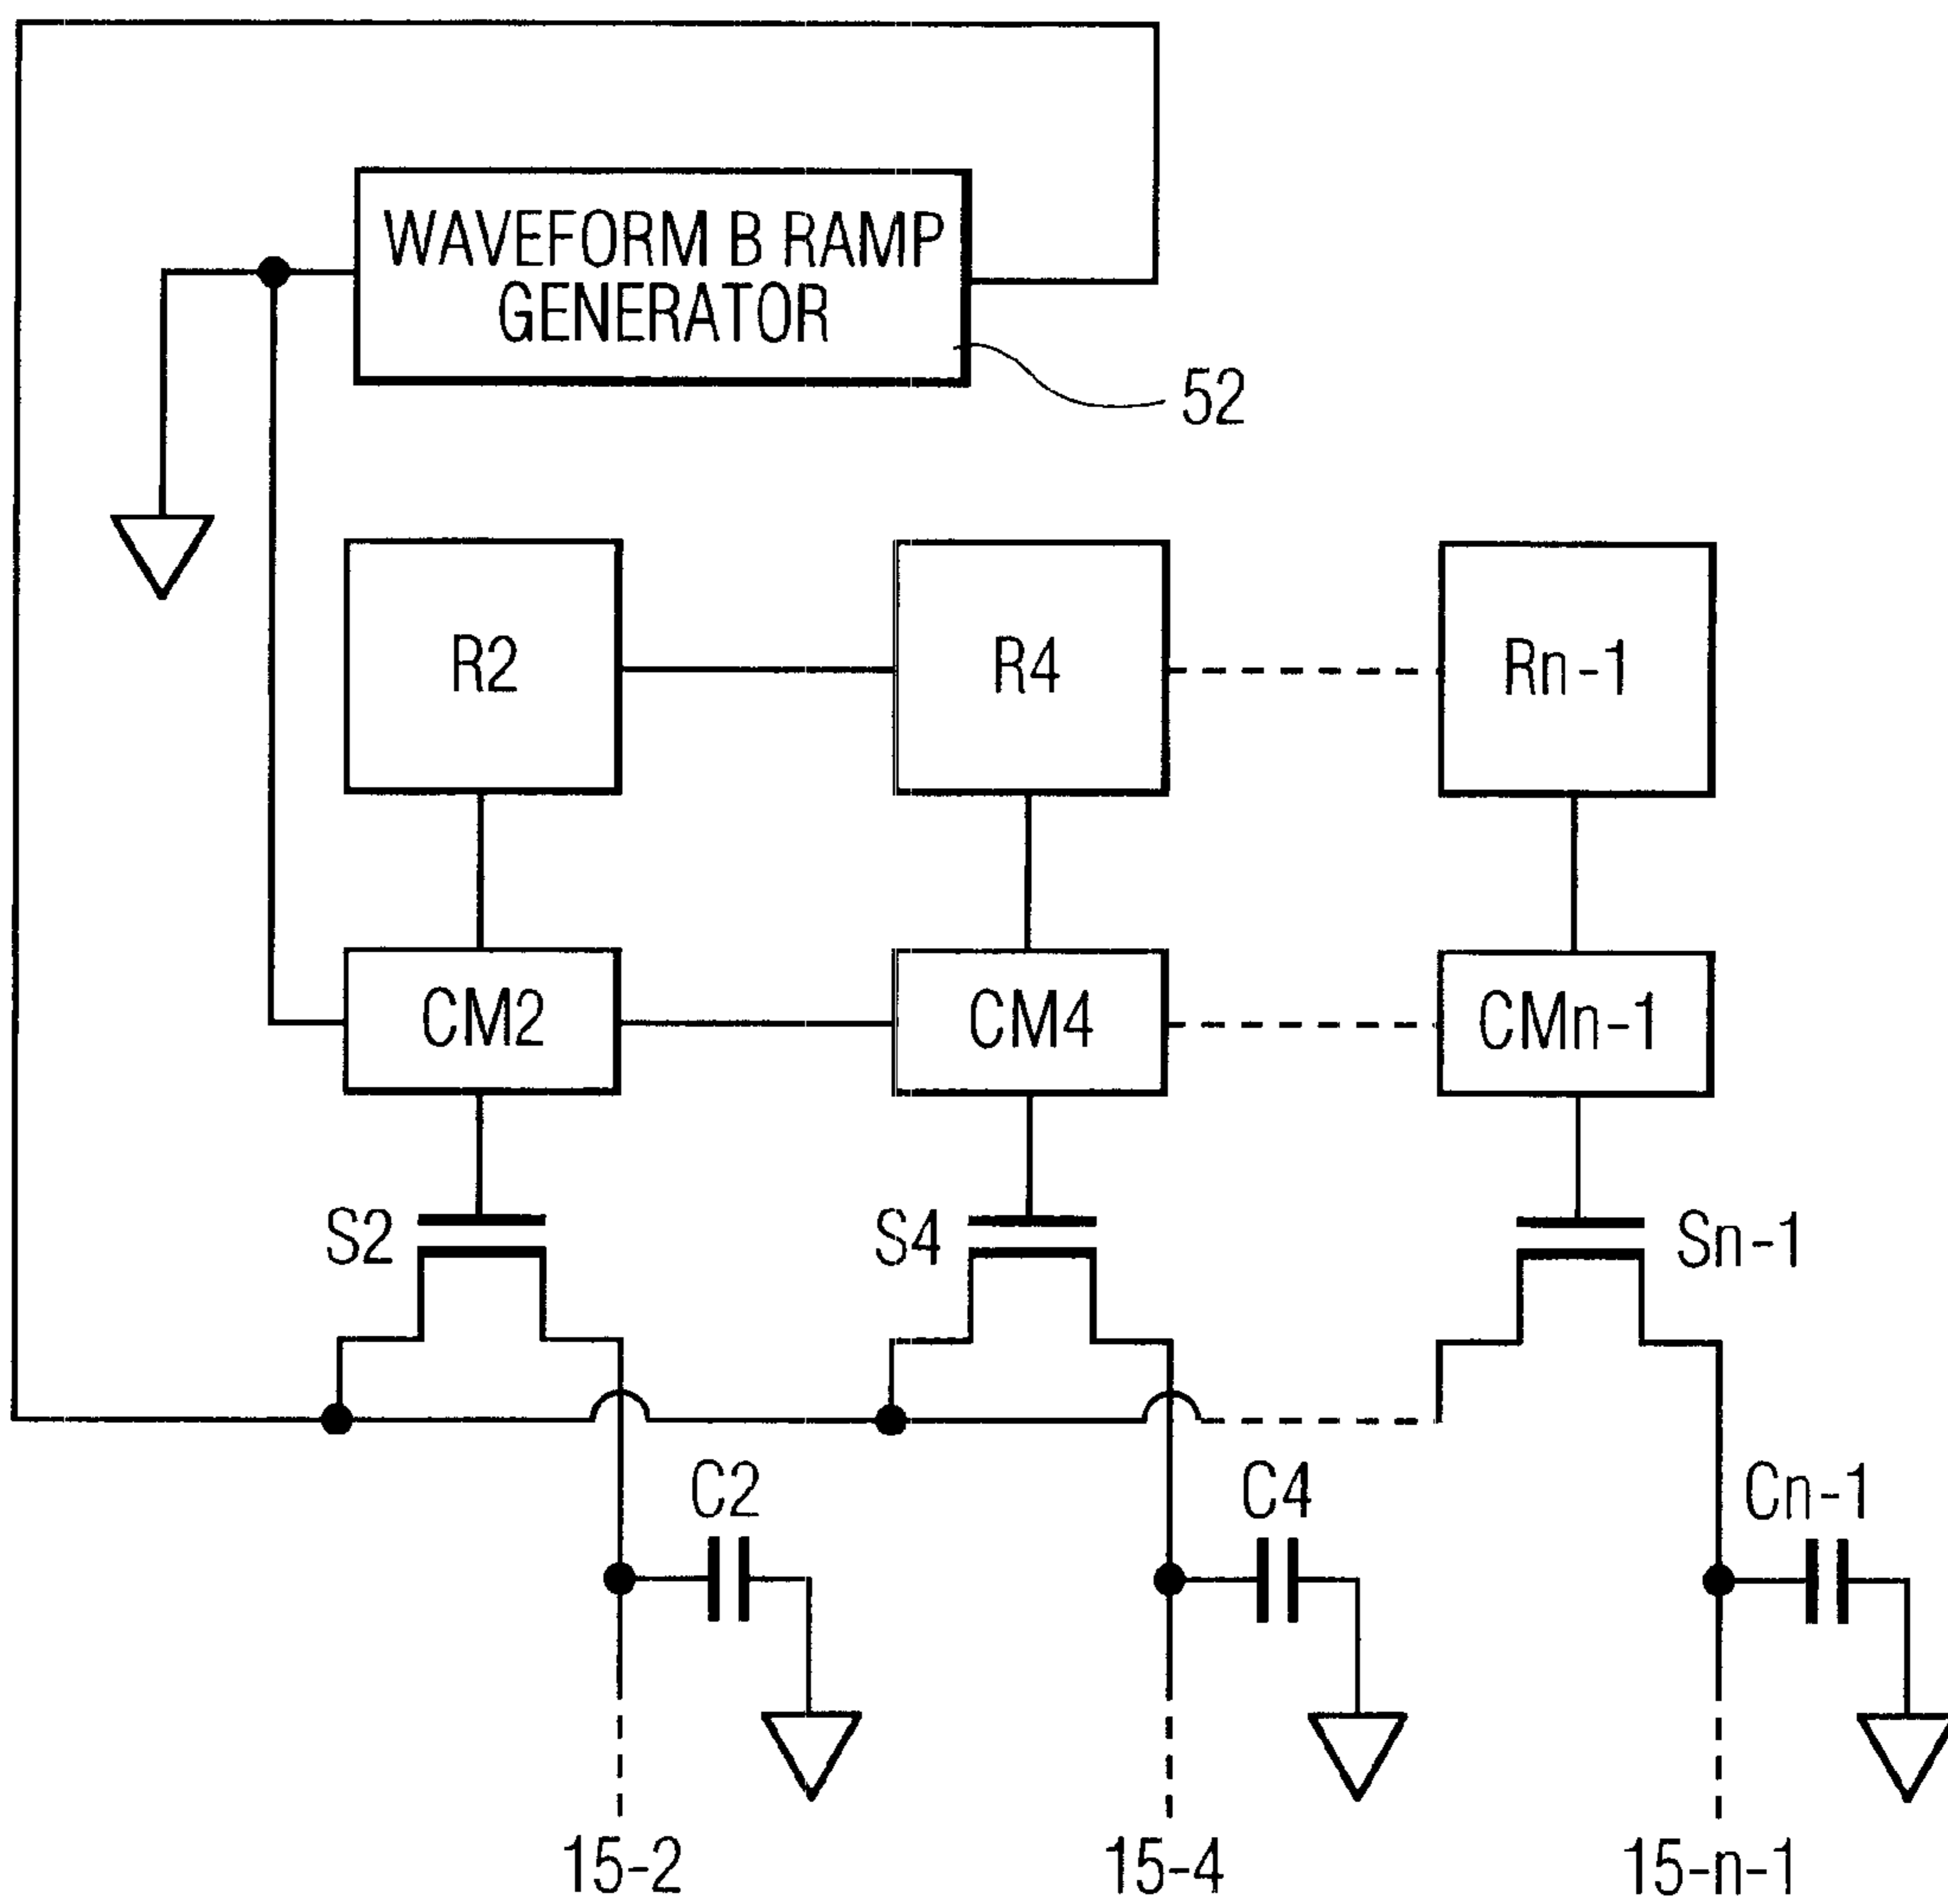 WAVEFORM B RAMP
GENERATOR
52
R2
R4
Rn-1
CM2
CM4
CMn-1
S2
S4
Sn-1
C2
C4
Cn-1
15-2
15-4
15-n-1